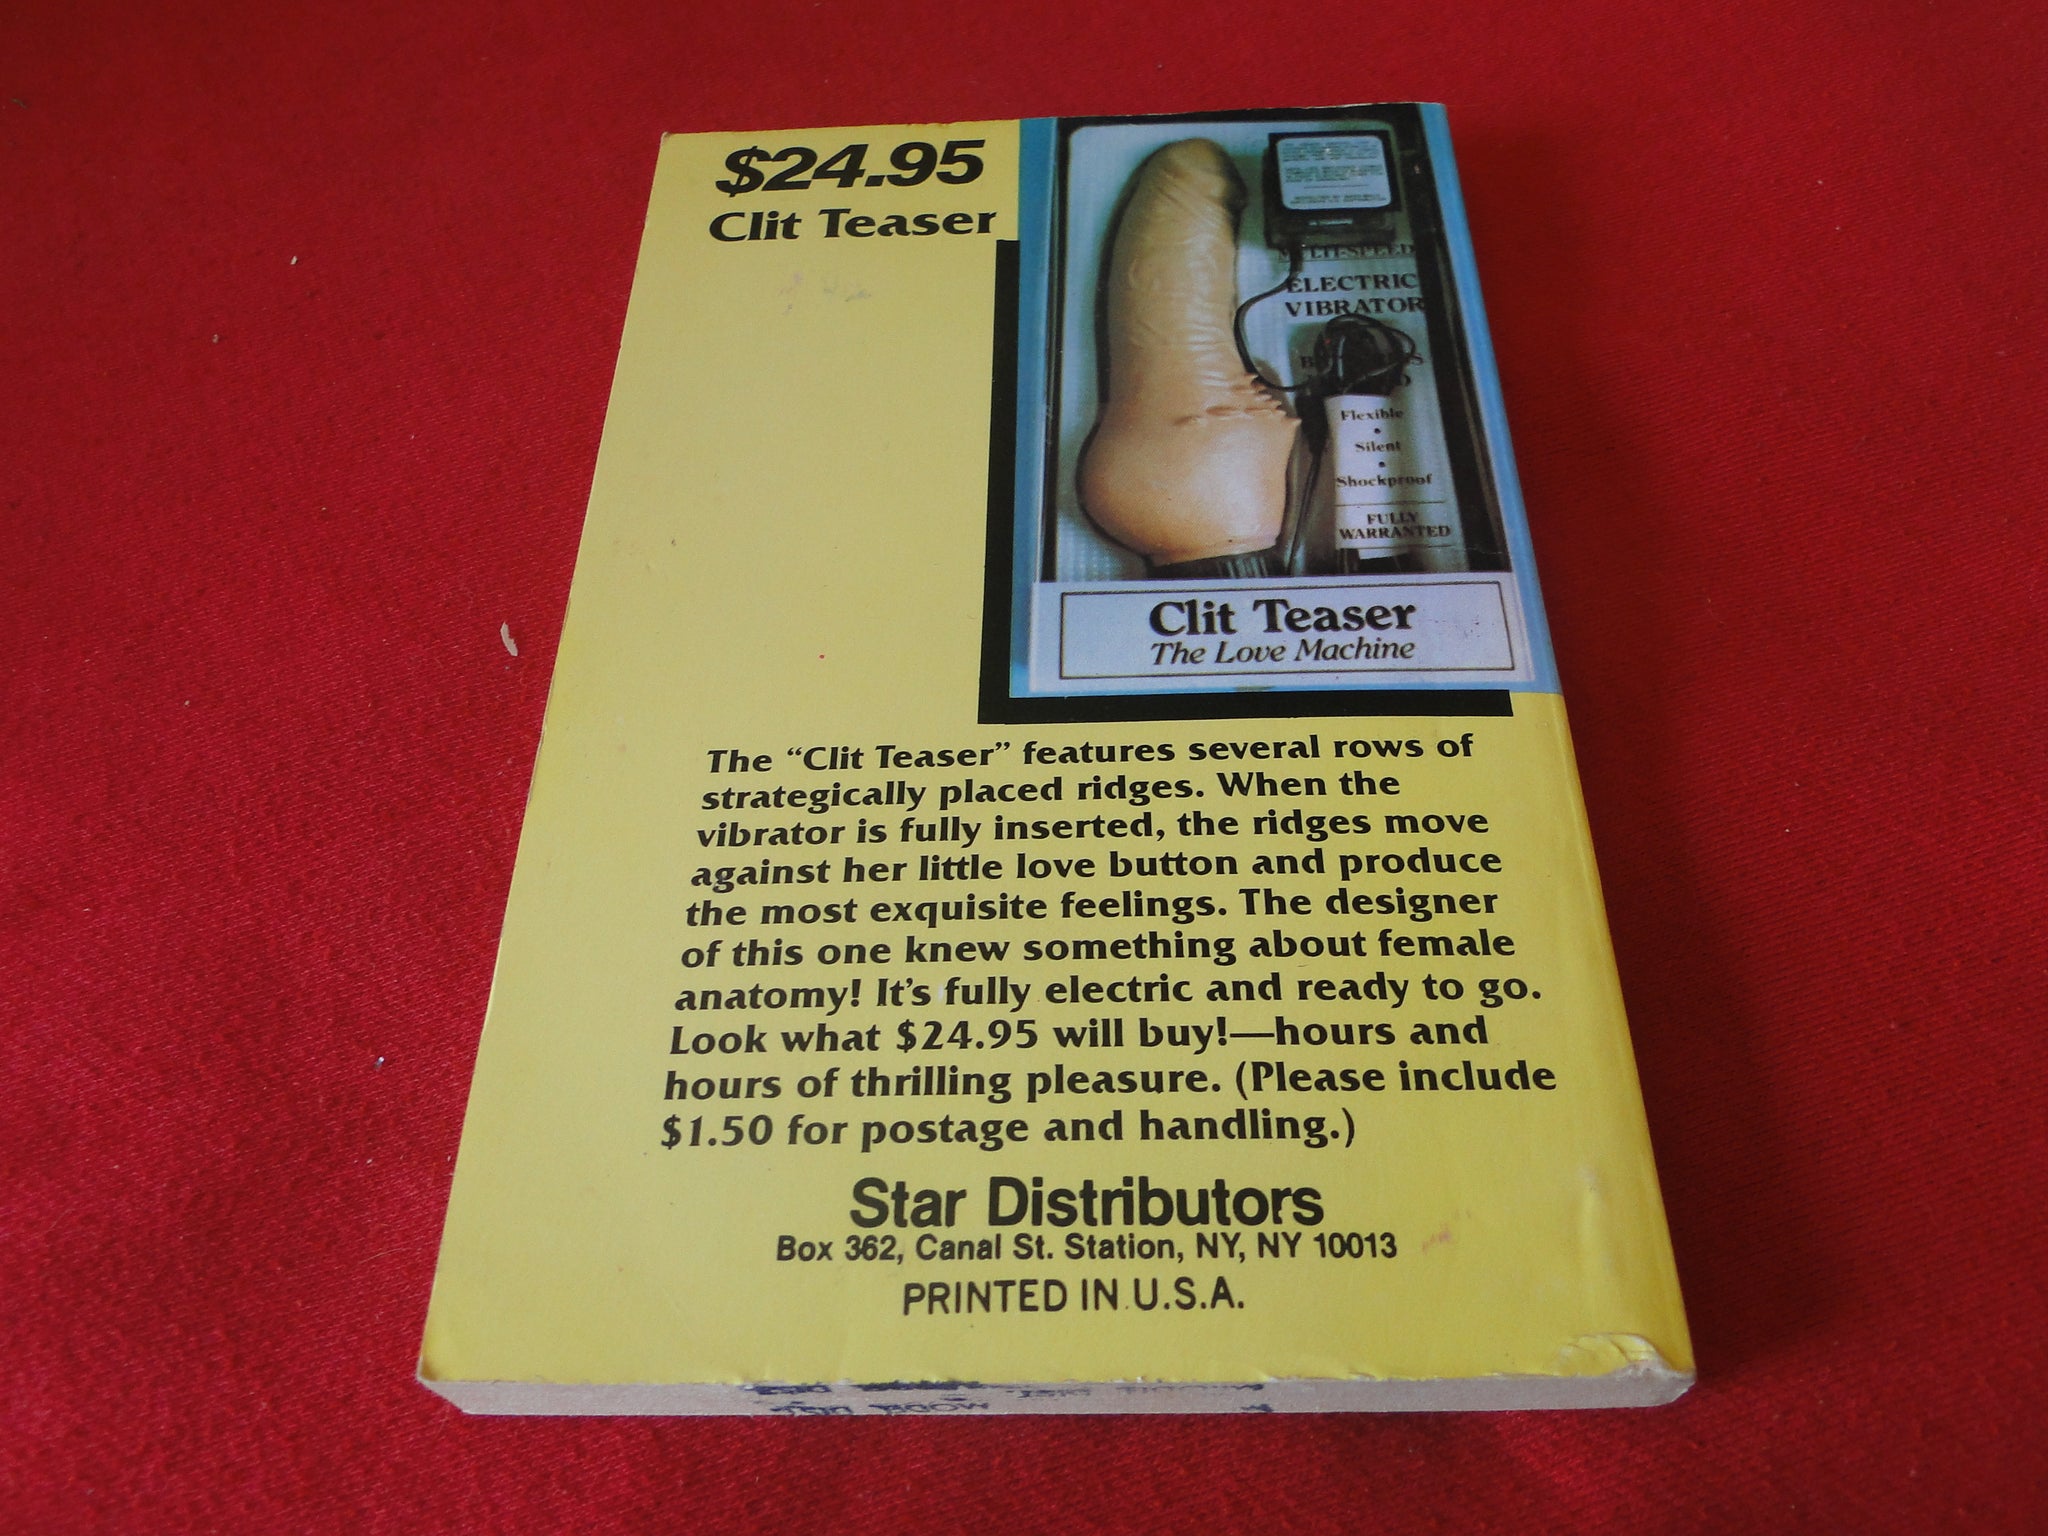 $24.95
Clit Teaser
MULTI-SPEED
ELECTRIC
VIBRATOR
Flexible
•
Silent
•
Shockproof
FULLY
WARRANTED
Clit Teaser
The Love Machine
The “Clit Teaser” features several rows of
strategically placed ridges. When the
vibrator is fully inserted, the ridges move
against her little love button and produce
the most exquisite feelings. The designer
of this one knew something about female
anatomy! It’s fully electric and ready to go.
Look what $24.95 will buy!—hours and
hours of thrilling pleasure. (Please include
$1.50 for postage and handling.)
Star Distributors
Box 362, Canal St. Station, NY, NY 10013
PRINTED IN U.S.A.